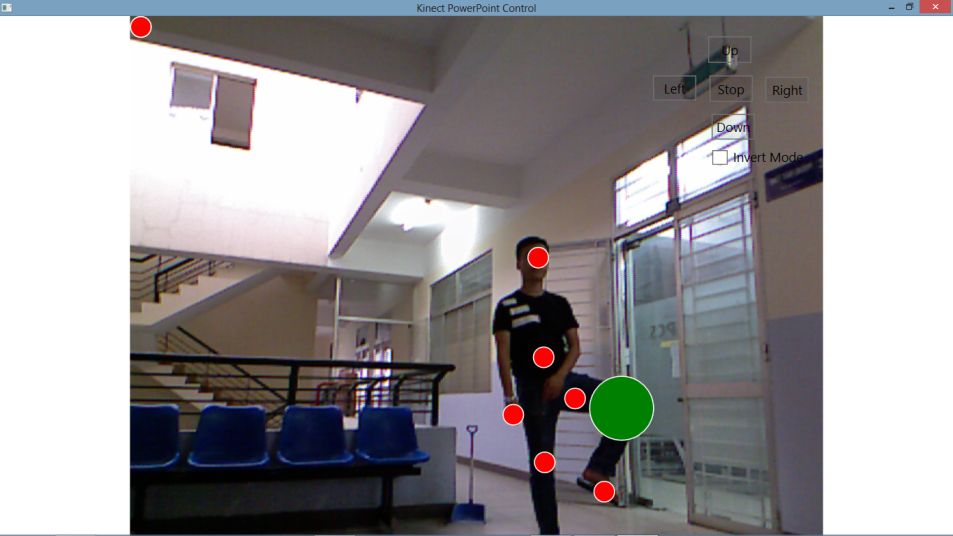 Kinect PowerPoint Control
Up
Left
Stop
Right
Down
Invert Mode